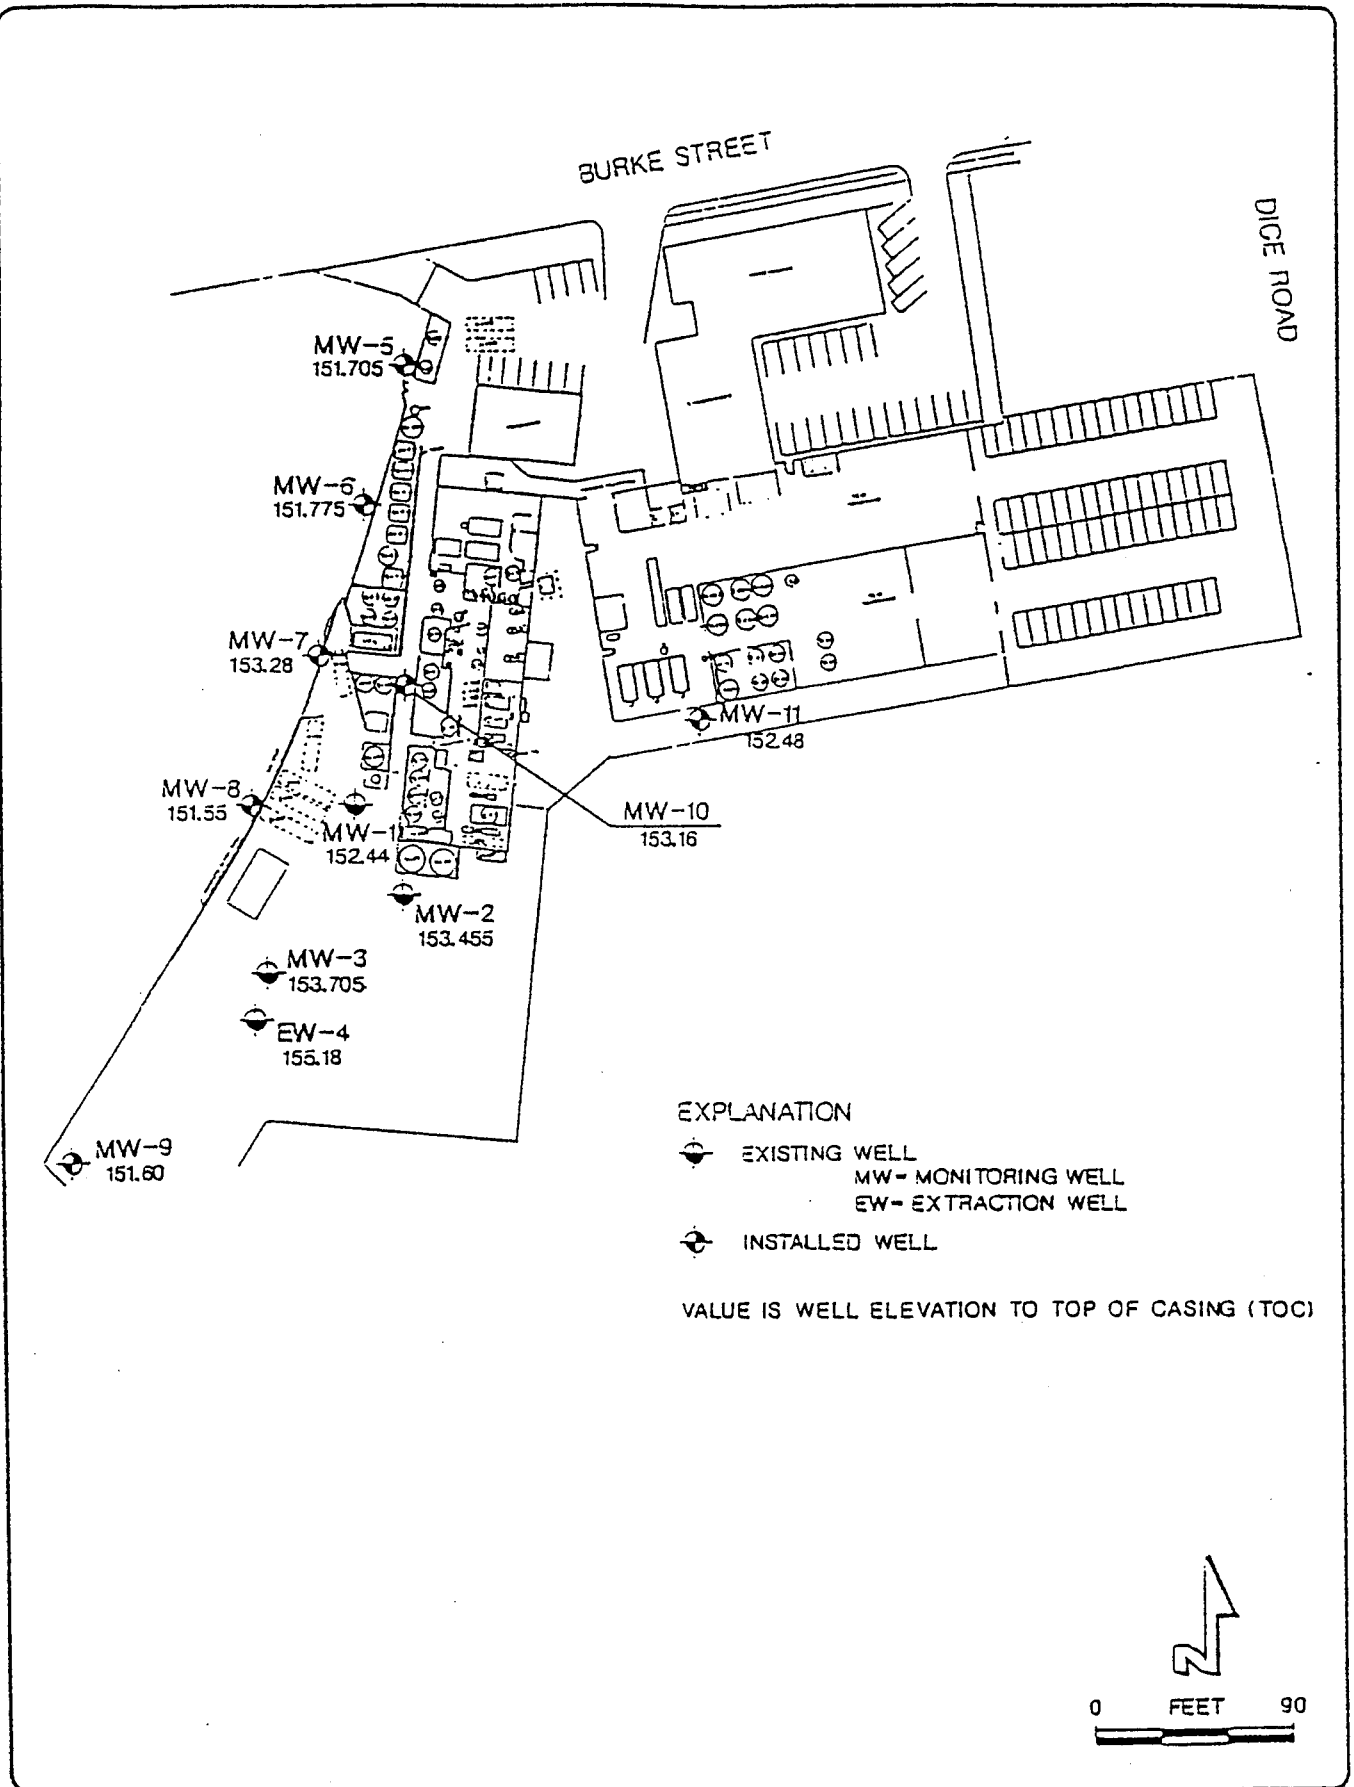 BURKE STREET
DICE ROAD
MW-5
151.705
MW-6
151.775
MW-7
153.28
MW-11
152.48
MW-8
151.55
MW-1
152.44
MW-10
153.16
MW-2
153.455
MW-3
153.705
EW-4
155.18
MW-9
151.60
EXPLANATION
EXISTING WELL
MW- MONITORING WELL
EW- EXTRACTION WELL
INSTALLED WELL
VALUE IS WELL ELEVATION TO TOP OF CASING (TOC)
N
0 FEET 90